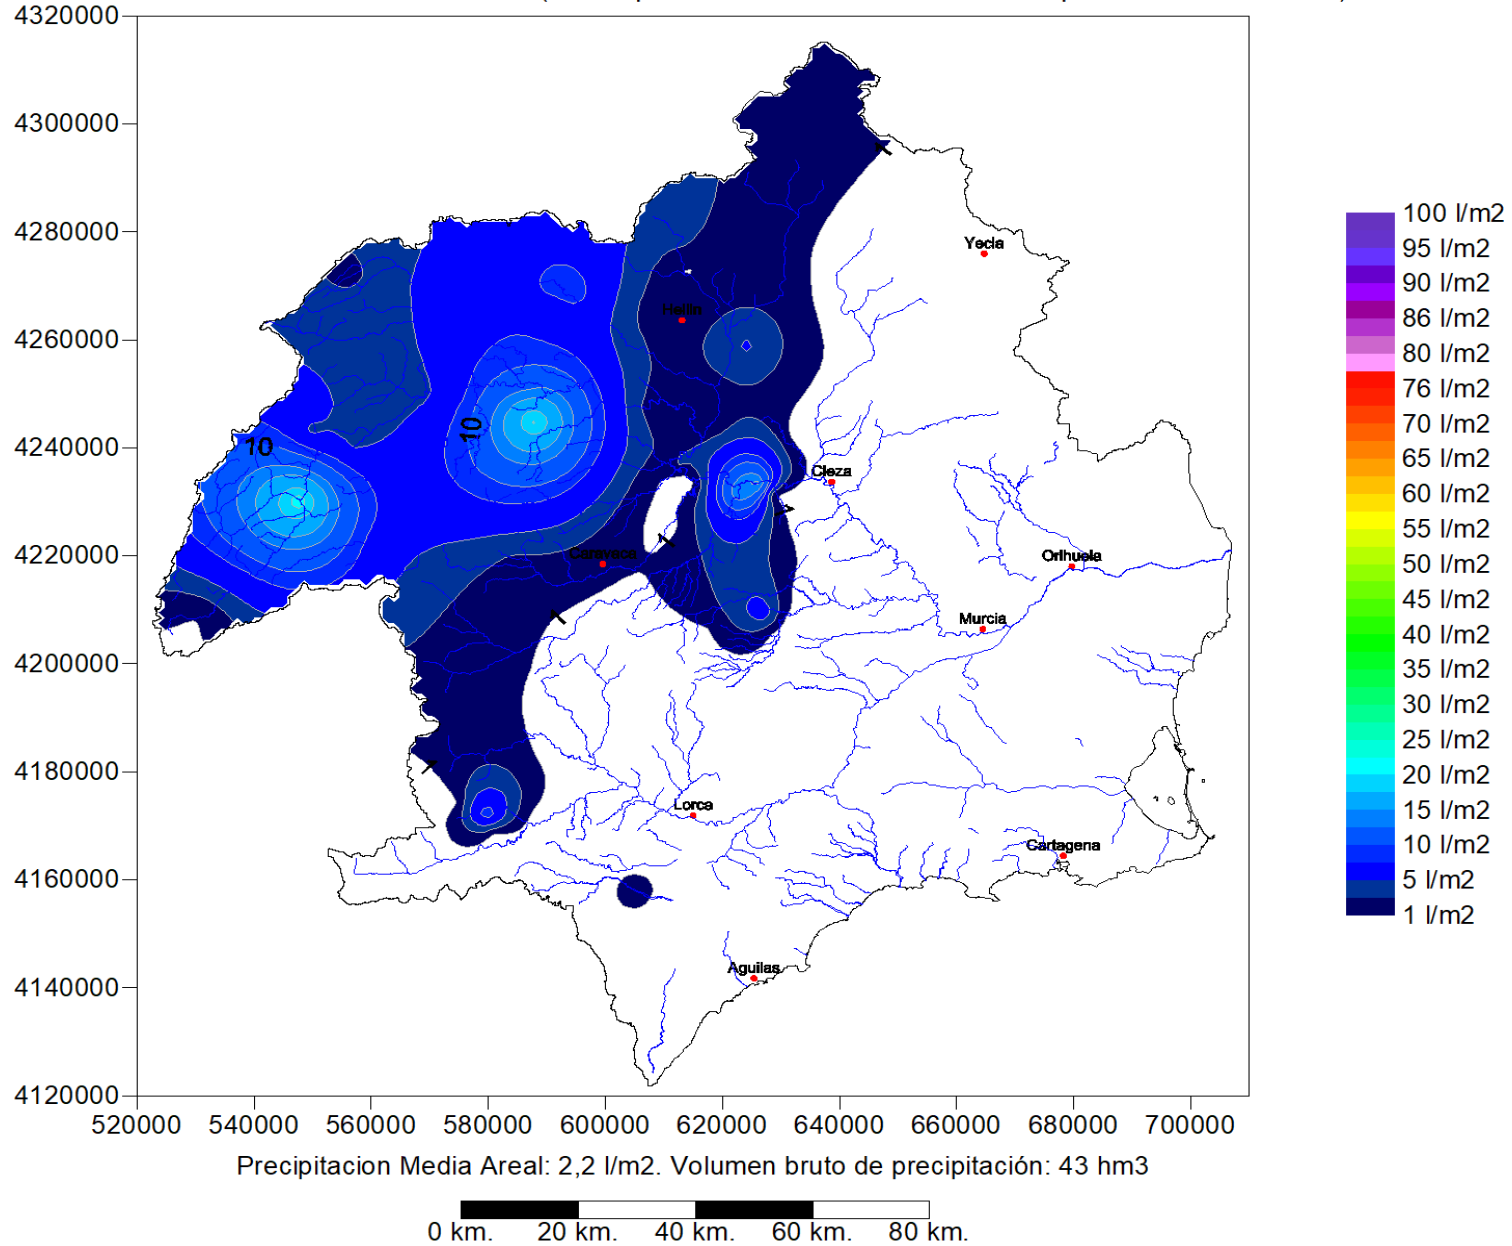 4320000
4300000
4280000
4260000
4240000
4220000
4200000
4180000
4160000
4140000
4120000
520000 540000 560000 580000 600000 620000 640000 660000 680000 700000
Yecla
Hellin
10
10
Cieza
Caravaca
Orihuela
Murcia
Lorca
Cartagena
Aguilas
100 l/m2
95 l/m2
90 l/m2
86 l/m2
80 l/m2
76 l/m2
70 l/m2
65 l/m2
60 l/m2
55 l/m2
50 l/m2
45 l/m2
40 l/m2
35 l/m2
30 l/m2
25 l/m2
20 l/m2
15 l/m2
10 l/m2
5 l/m2
1 l/m2
Precipitacion Media Areal: 2,2 l/m2. Volumen bruto de precipitación: 43 hm3
0 km. 20 km. 40 km. 60 km. 80 km.